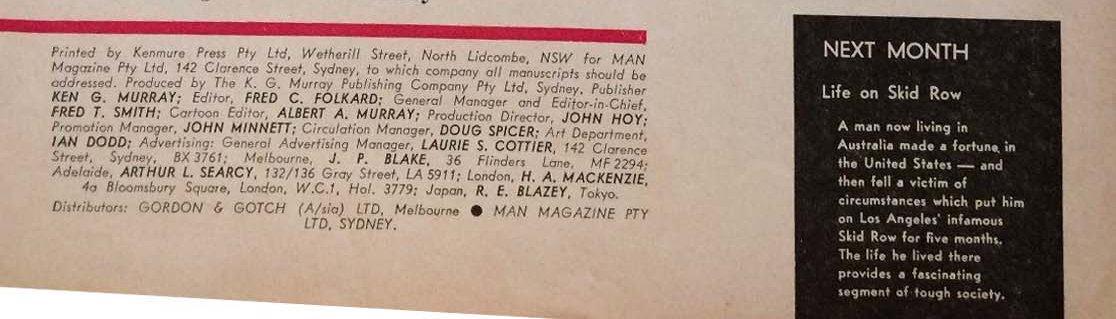 Printed by Kenmure Press Pty Ltd, Wetherill Street, North Lidcombe, NSW for MAN
Magazine Pty Ltd, 142 Clarence Street, Sydney, to which company all manuscripts should be
addressed. Produced by The K. G. Murray Publishing Company Pty Ltd, Sydney. Publisher
KEN G. MURRAY; Editor, FRED C. FOLKARD; General Manager and Editor-in-Chief,
FRED T. SMITH; Cartoon Editor, ALBERT A. MURRAY; Production Director, JOHN HOY;
Promotion Manager, JOHN MINNETT; Circulation Manager, DOUG SPICER; Art Department,
IAN DODD; Advertising: General Advertising Manager, LAURIE S. COTTIER, 142 Clarence
Street, Sydney, BX 3761; Melbourne, J. P. BLAKE, 36 Flinders Lane, MF 2294;
Adelaide, ARTHUR L. SEARCY, 132/136 Gray Street, LA 5911; London, H. A. MACKENZIE,
4a Bloomsbury Square, London, W.C.1, Hol. 3779; Japan, R. E. BLAZEY, Tokyo.
Distributors: GORDON & GOTCH (A/sia) LTD, Melbourne ● MAN MAGAZINE PTY
LTD, SYDNEY.
NEXT MONTH
Life on Skid Row
A man now living in
Australia made a fortune in
the United States — and
then fell a victim of
circumstances which put him
on Los Angeles' infamous
Skid Row for five months.
The life he lived there
provides a fascinating
segment of tough society.